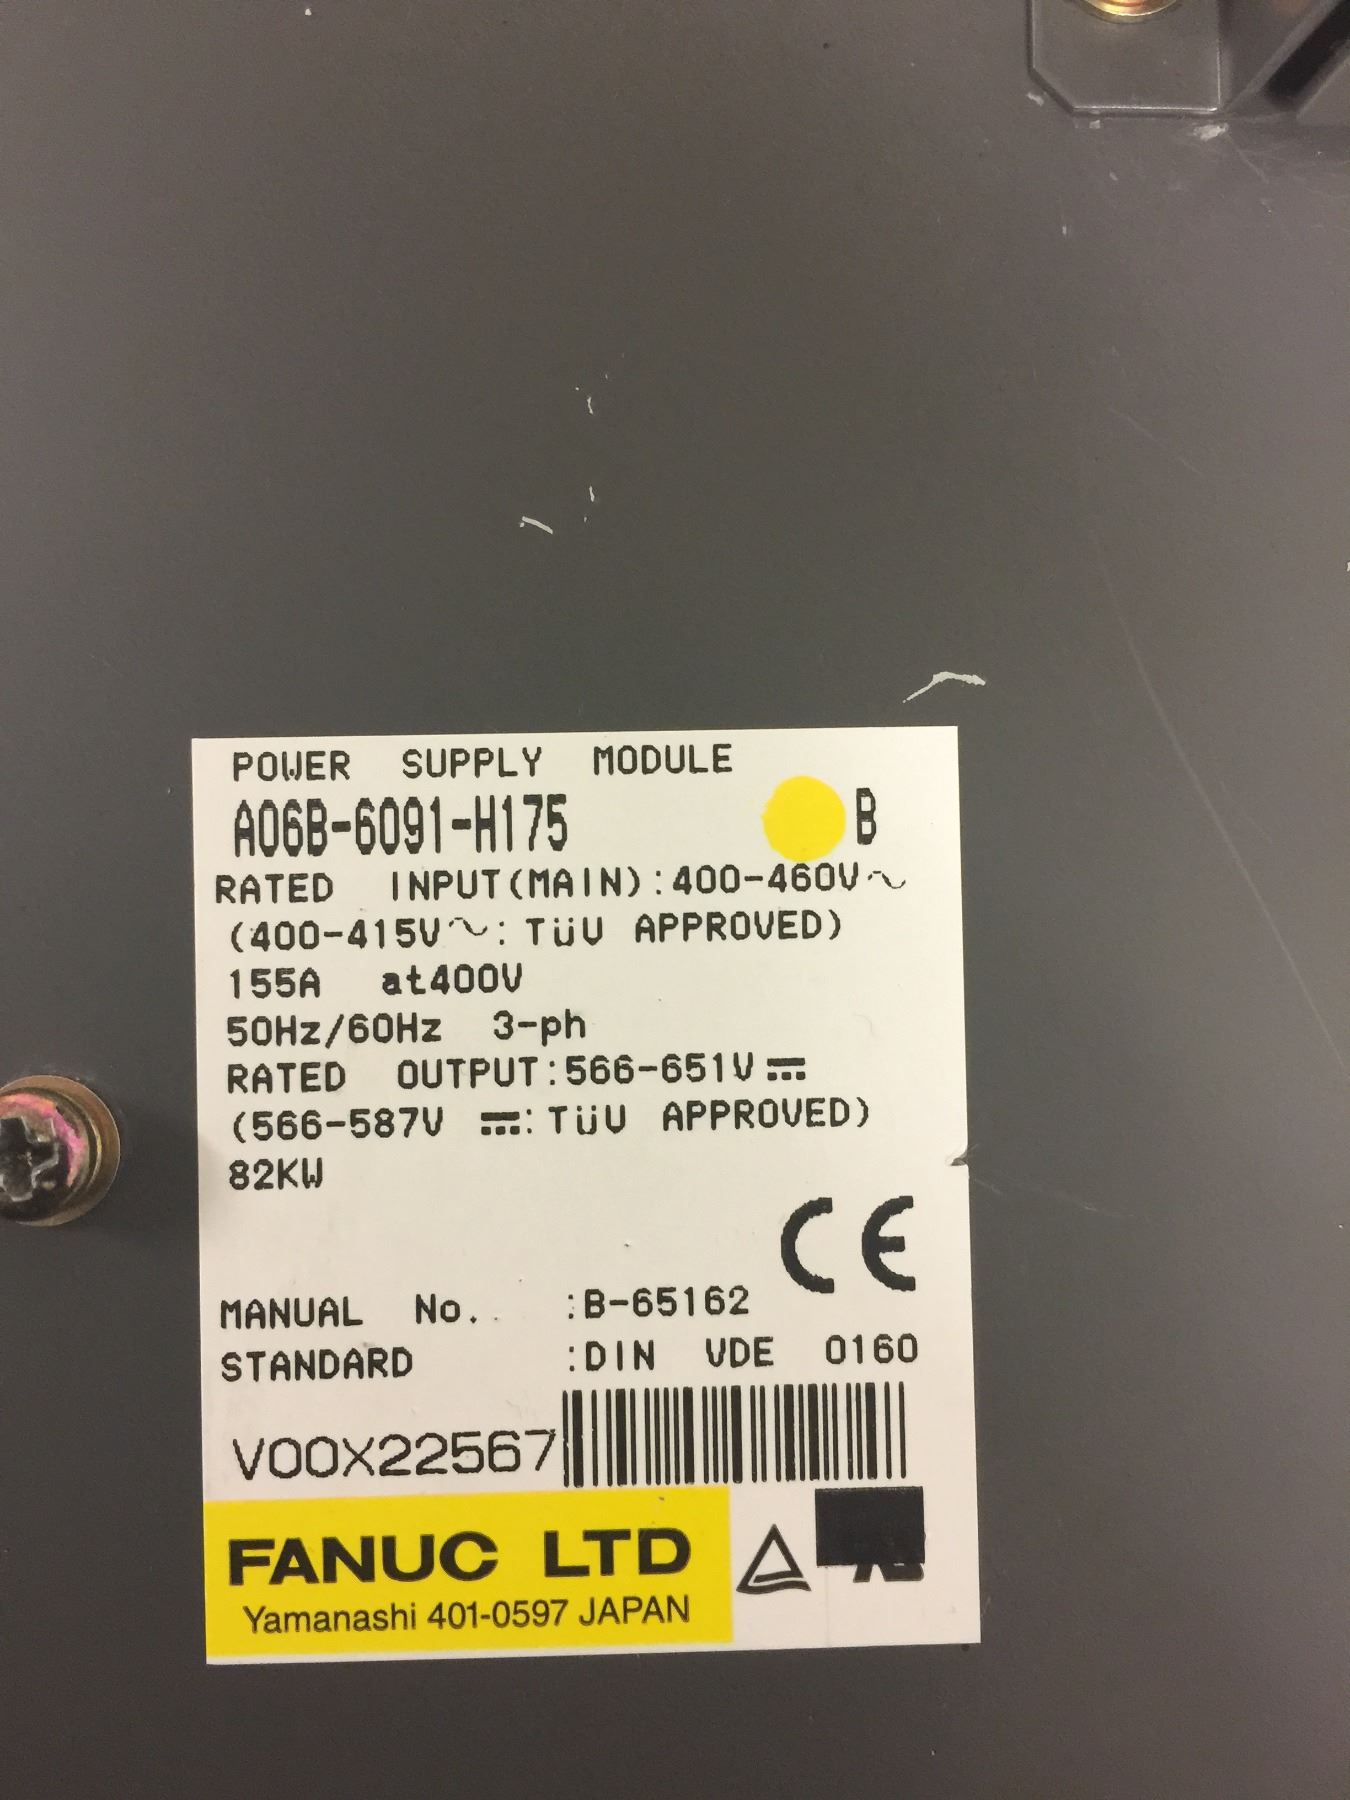 POWER SUPPLY MODULE
A06B-6091-H175 B
RATED INPUT(MAIN):400-460V~
(400-415V~: TüV APPROVED)
155A at400V
50Hz/60Hz 3-ph
RATED OUTPUT:566-651V⎓
(566-587V ⎓: TüV APPROVED)
82KW
CE
MANUAL No. :B-65162
STANDARD :DIN VDE 0160
V00X22567
FANUC LTD
Yamanashi 401-0597 JAPAN